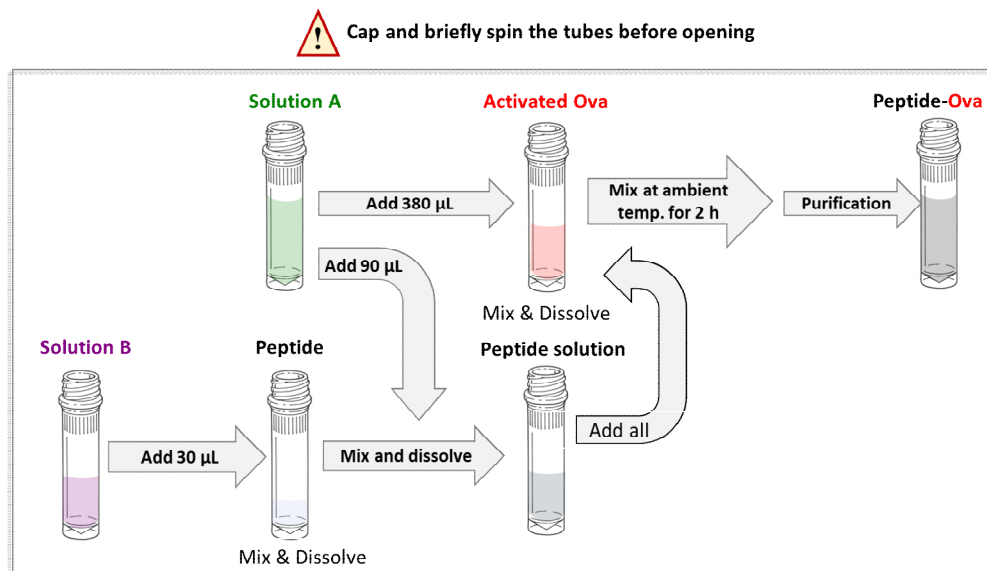 !
Cap and briefly spin the tubes before opening
Solution A
Activated Ova
Peptide-Ova
Add 380 µL
Mix at ambient
temp. for 2 h
Purification
Add 90 µL
Mix & Dissolve
Solution B
Peptide
Peptide solution
Add 30 µL
Mix and dissolve
Add all
Mix & Dissolve